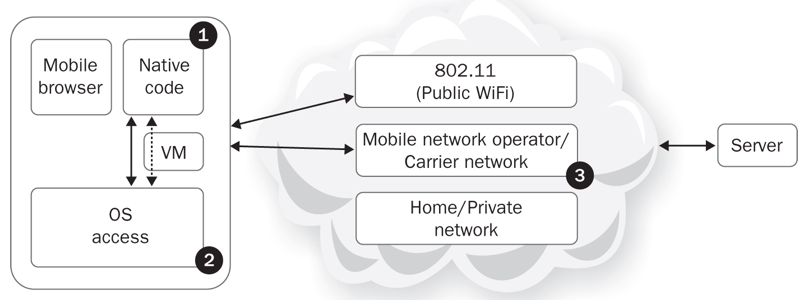 1
Mobile
browser
Native
code
VM
OS
access
2
802.11
(Public WiFi)
Mobile network operator/
Carrier network
3
Home/Private
network
Server